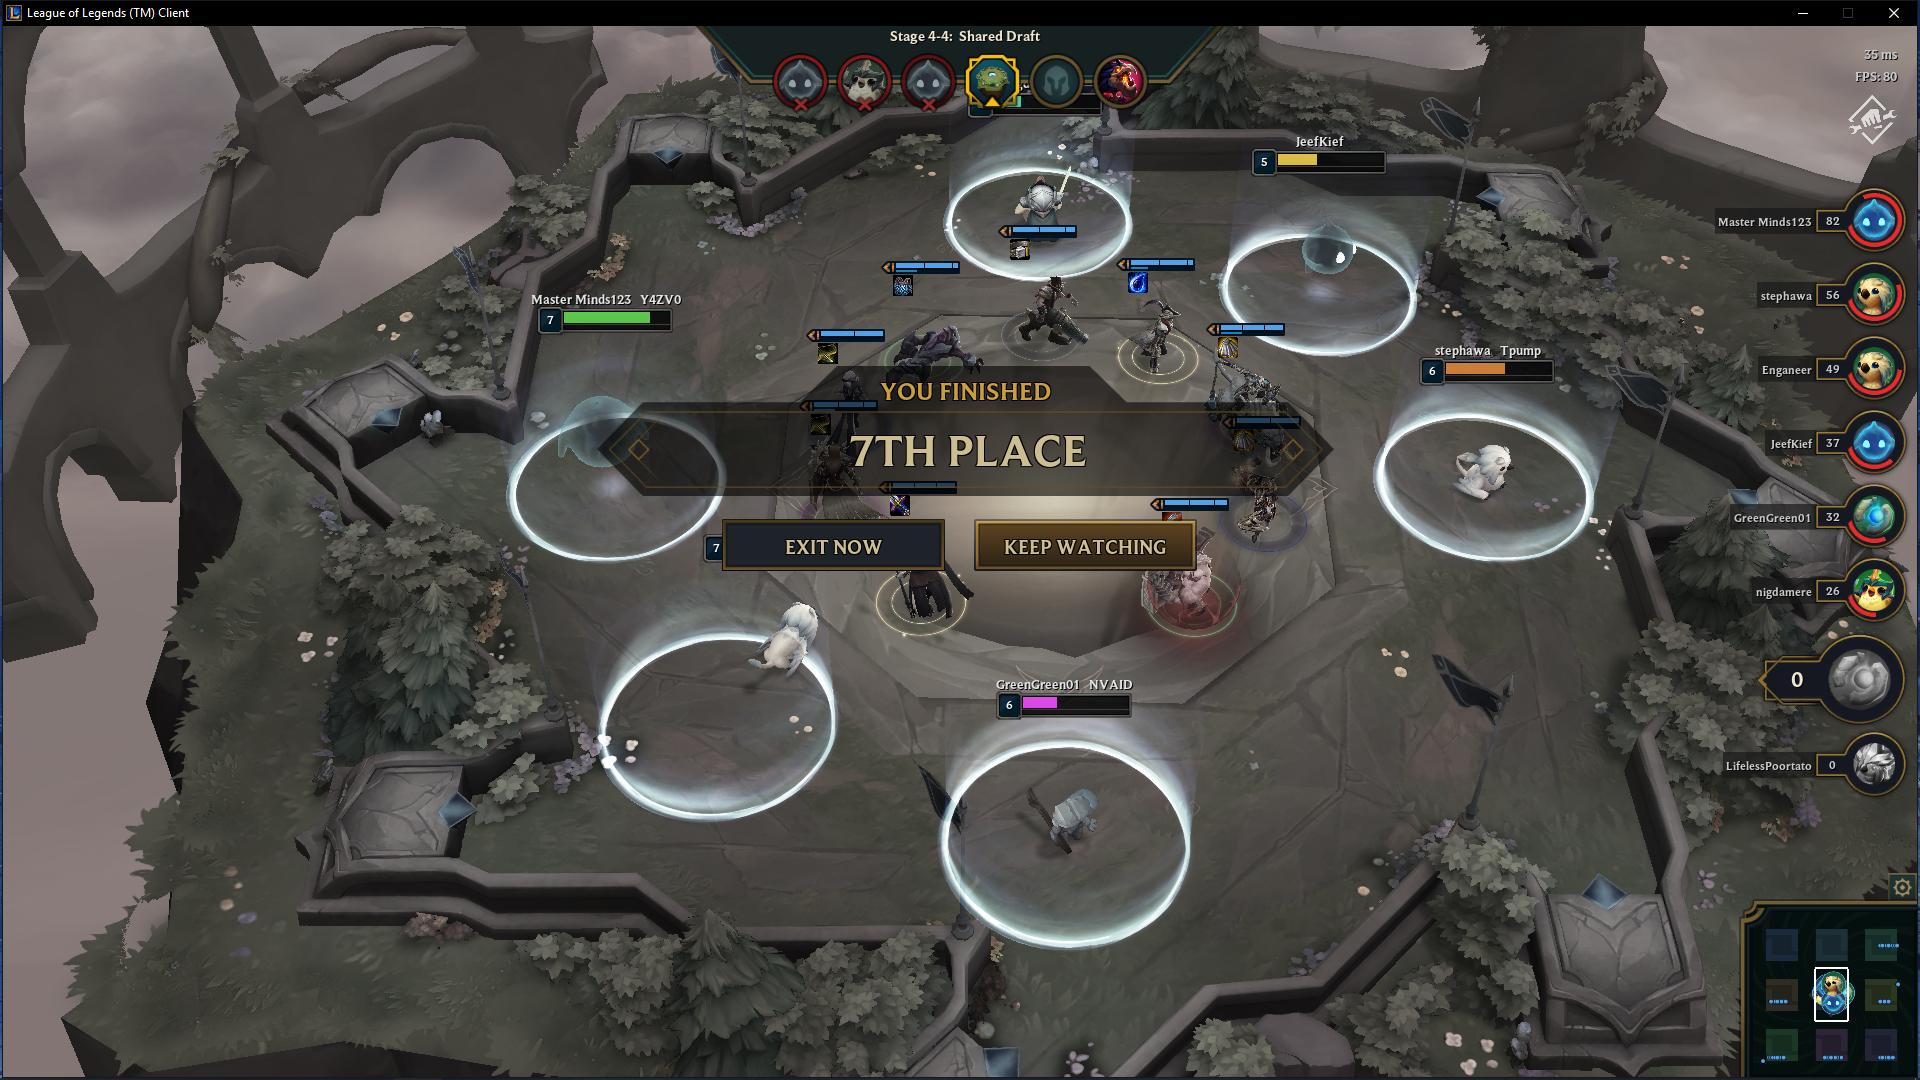 League of Legends (TM) Client
Stage 4-4: Shared Draft
35 ms
FPS: 80
JeefKief
5
Master Minds123 82
Master Minds123 Y4ZV0
7
stephawa 56
stephawa Tpump
6
Enganeer 49
YOU FINISHED
7TH PLACE
JeefKief 37
GreenGreen01 32
7
EXIT NOW
KEEP WATCHING
nigdamere 26
GreenGreen01 NVAID
6
0
LifelessPoortato 0